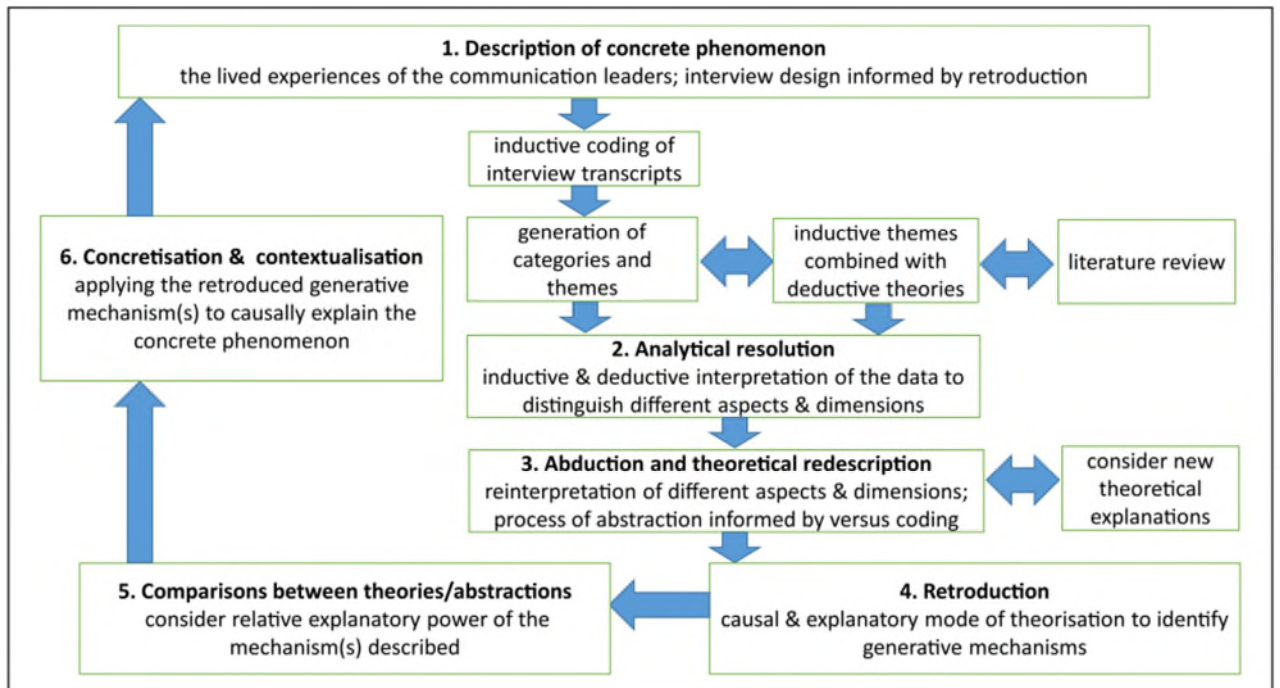 1. Description of concrete phenomenon
the lived experiences of the communication leaders; interview design informed by retroduction
inductive coding of
interview transcripts
generation of
categories and
themes
inductive themes
combined with
deductive theories
literature review
6. Concretisation & contextualisation
applying the retroduced generative
mechanism(s) to causally explain the
concrete phenomenon
2. Analytical resolution
inductive & deductive interpretation of the data to
distinguish different aspects & dimensions
3. Abduction and theoretical redescription
reinterpretation of different aspects & dimensions;
process of abstraction informed by versus coding
consider new
theoretical
explanations
5. Comparisons between theories/abstractions
consider relative explanatory power of the
mechanism(s) described
4. Retroduction
causal & explanatory mode of theorisation to identify
generative mechanisms